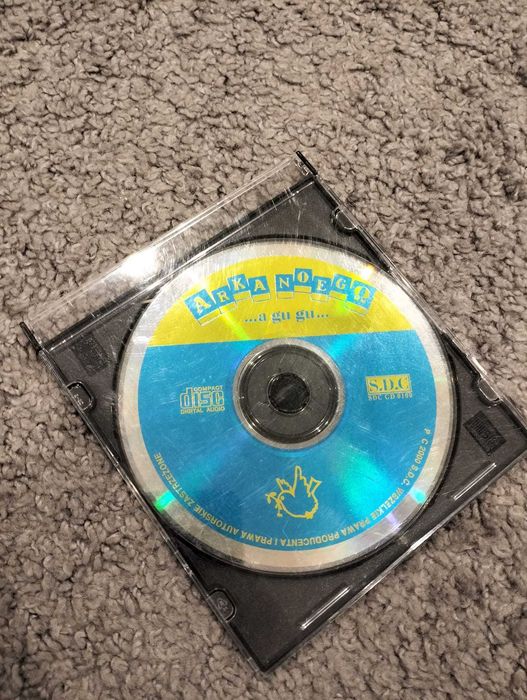 ARKA NOEGO
...a gu gu...
COMPACT
disc
DIGITAL AUDIO
S.D.C
SDC CD 0109
P C 2000 S.D.C. WSZELKIE PRAWA PRODUCENTA I PRAWA AUTORSKIE ZASTRZEŻONE